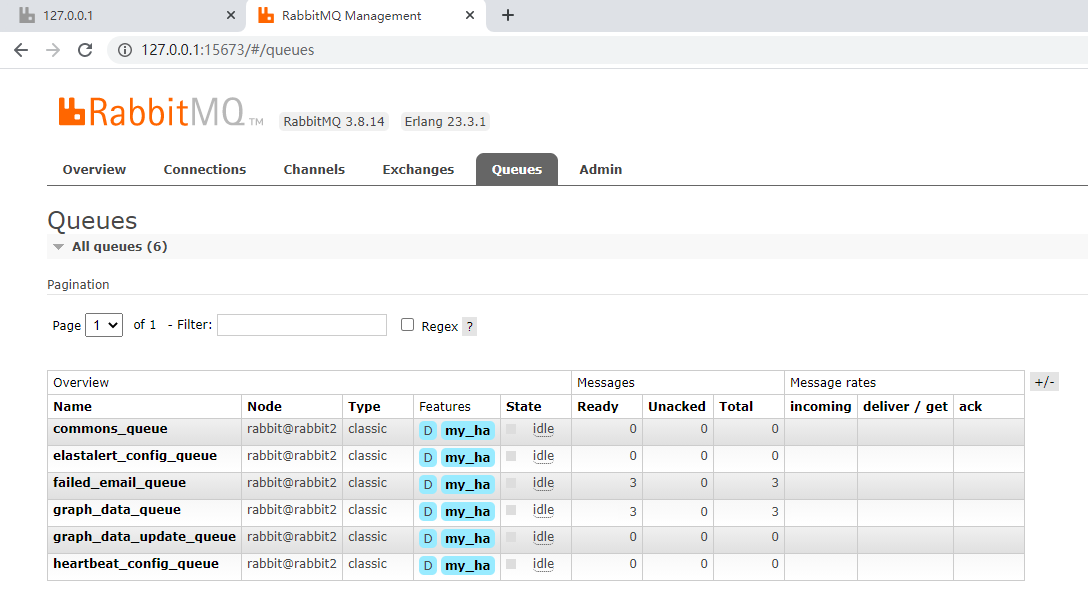 127.0.0.1
RabbitMQ Management
127.0.0.1:15673/#/queues
RabbitMQ TM RabbitMQ 3.8.14 Erlang 23.3.1
Overview Connections Channels Exchanges Queues Admin
Queues
All queues (6)
Pagination
Page 1 of 1 - Filter: Regex ?
Overview Messages Message rates +/-
Name Node Type Features State Ready Unacked Total incoming deliver / get ack
commons_queue rabbit@rabbit2 classic D my_ha idle 0 0 0
elastalert_config_queue rabbit@rabbit2 classic D my_ha idle 0 0 0
failed_email_queue rabbit@rabbit2 classic D my_ha idle 3 0 3
graph_data_queue rabbit@rabbit2 classic D my_ha idle 3 0 3
graph_data_update_queue rabbit@rabbit2 classic D my_ha idle 0 0 0
heartbeat_config_queue rabbit@rabbit2 classic D my_ha idle 0 0 0